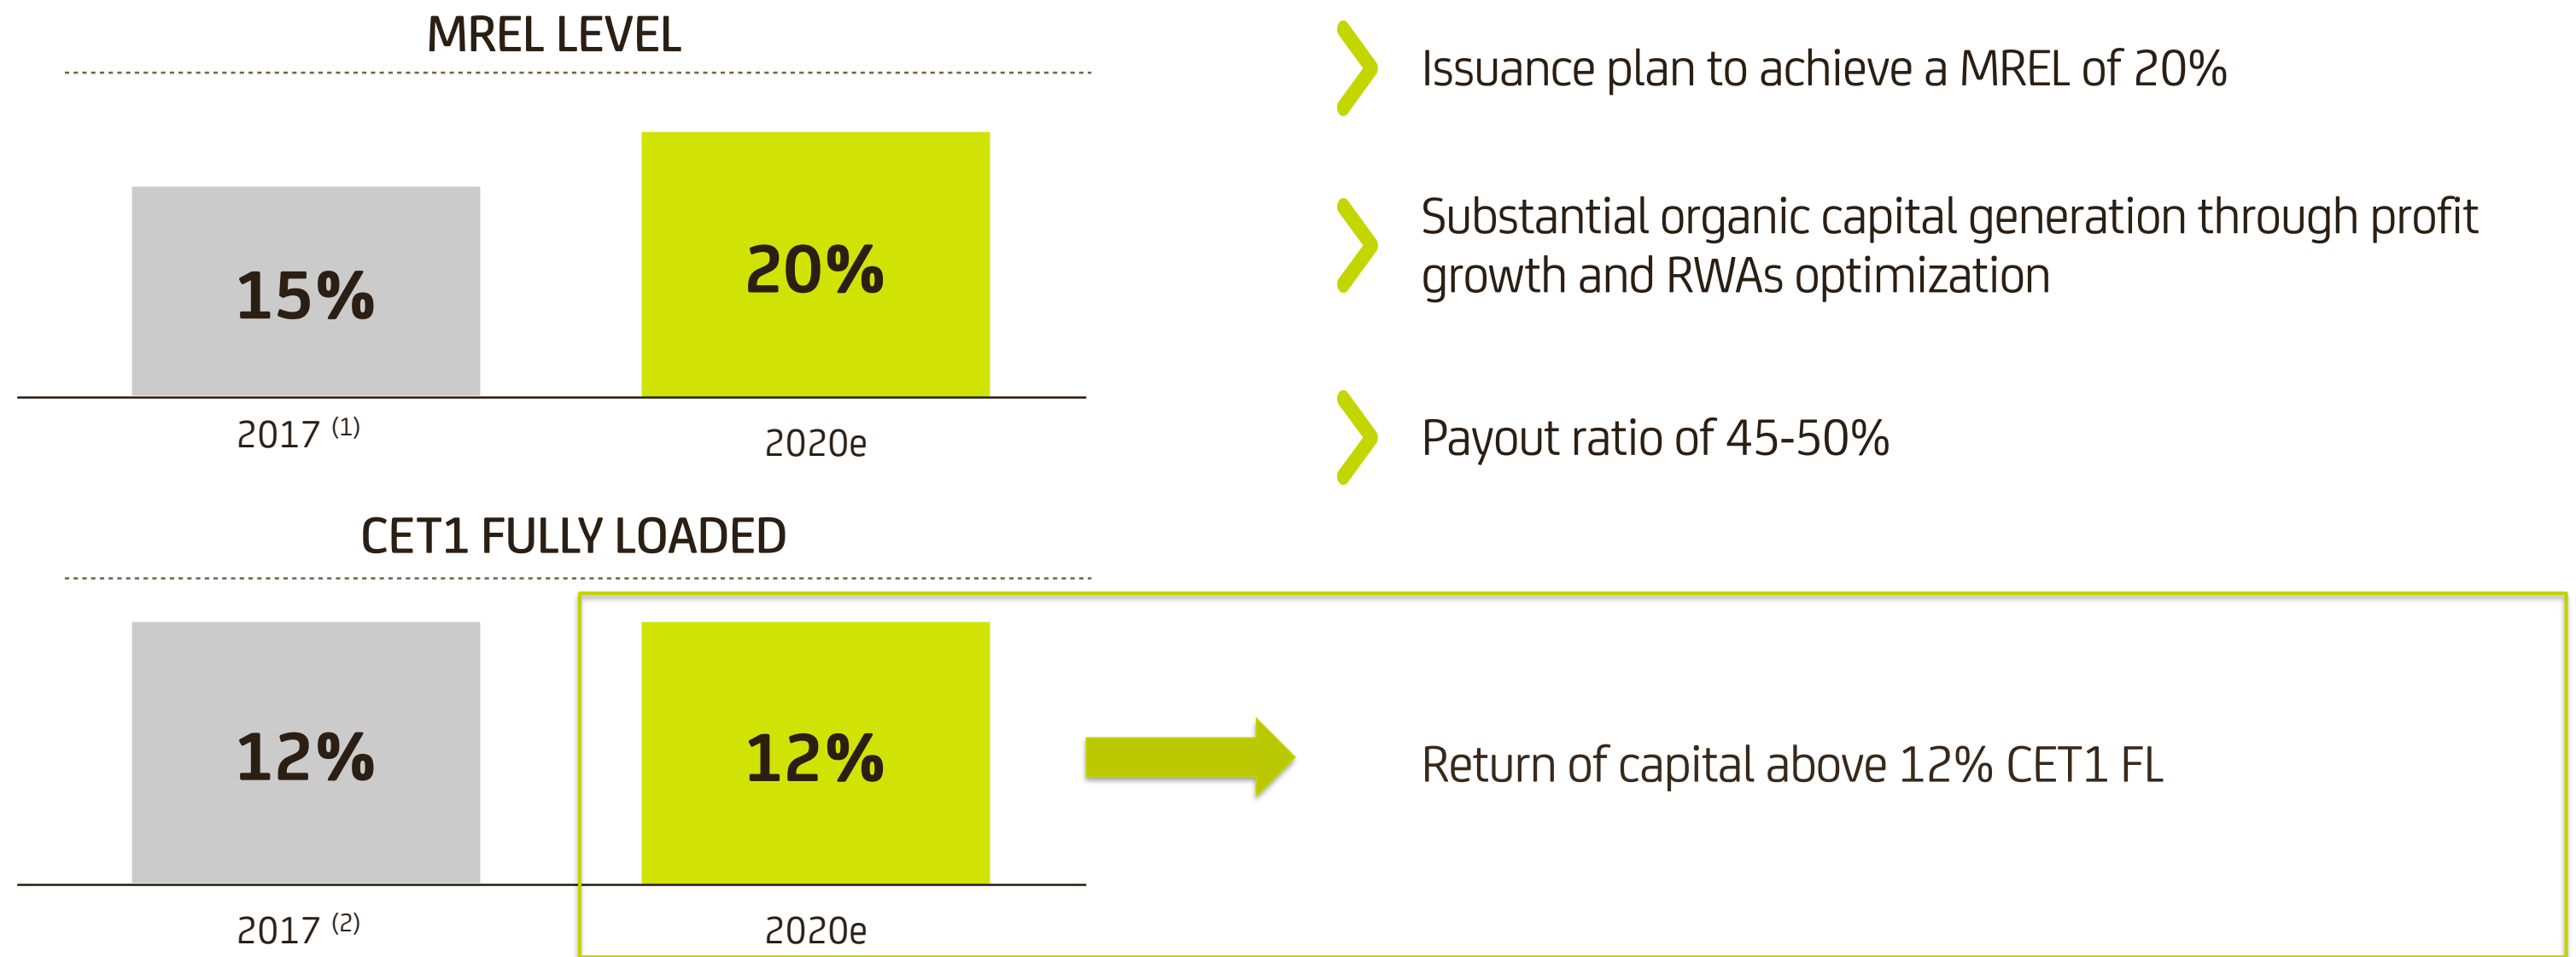 MREL LEVEL
15%
20%
2017 (1)
2020e
Issuance plan to achieve a MREL of 20%
Substantial organic capital generation through profit
growth and RWAs optimization
Payout ratio of 45-50%
CET1 FULLY LOADED
12%
12%
2017 (2)
2020e
Return of capital above 12% CET1 FL